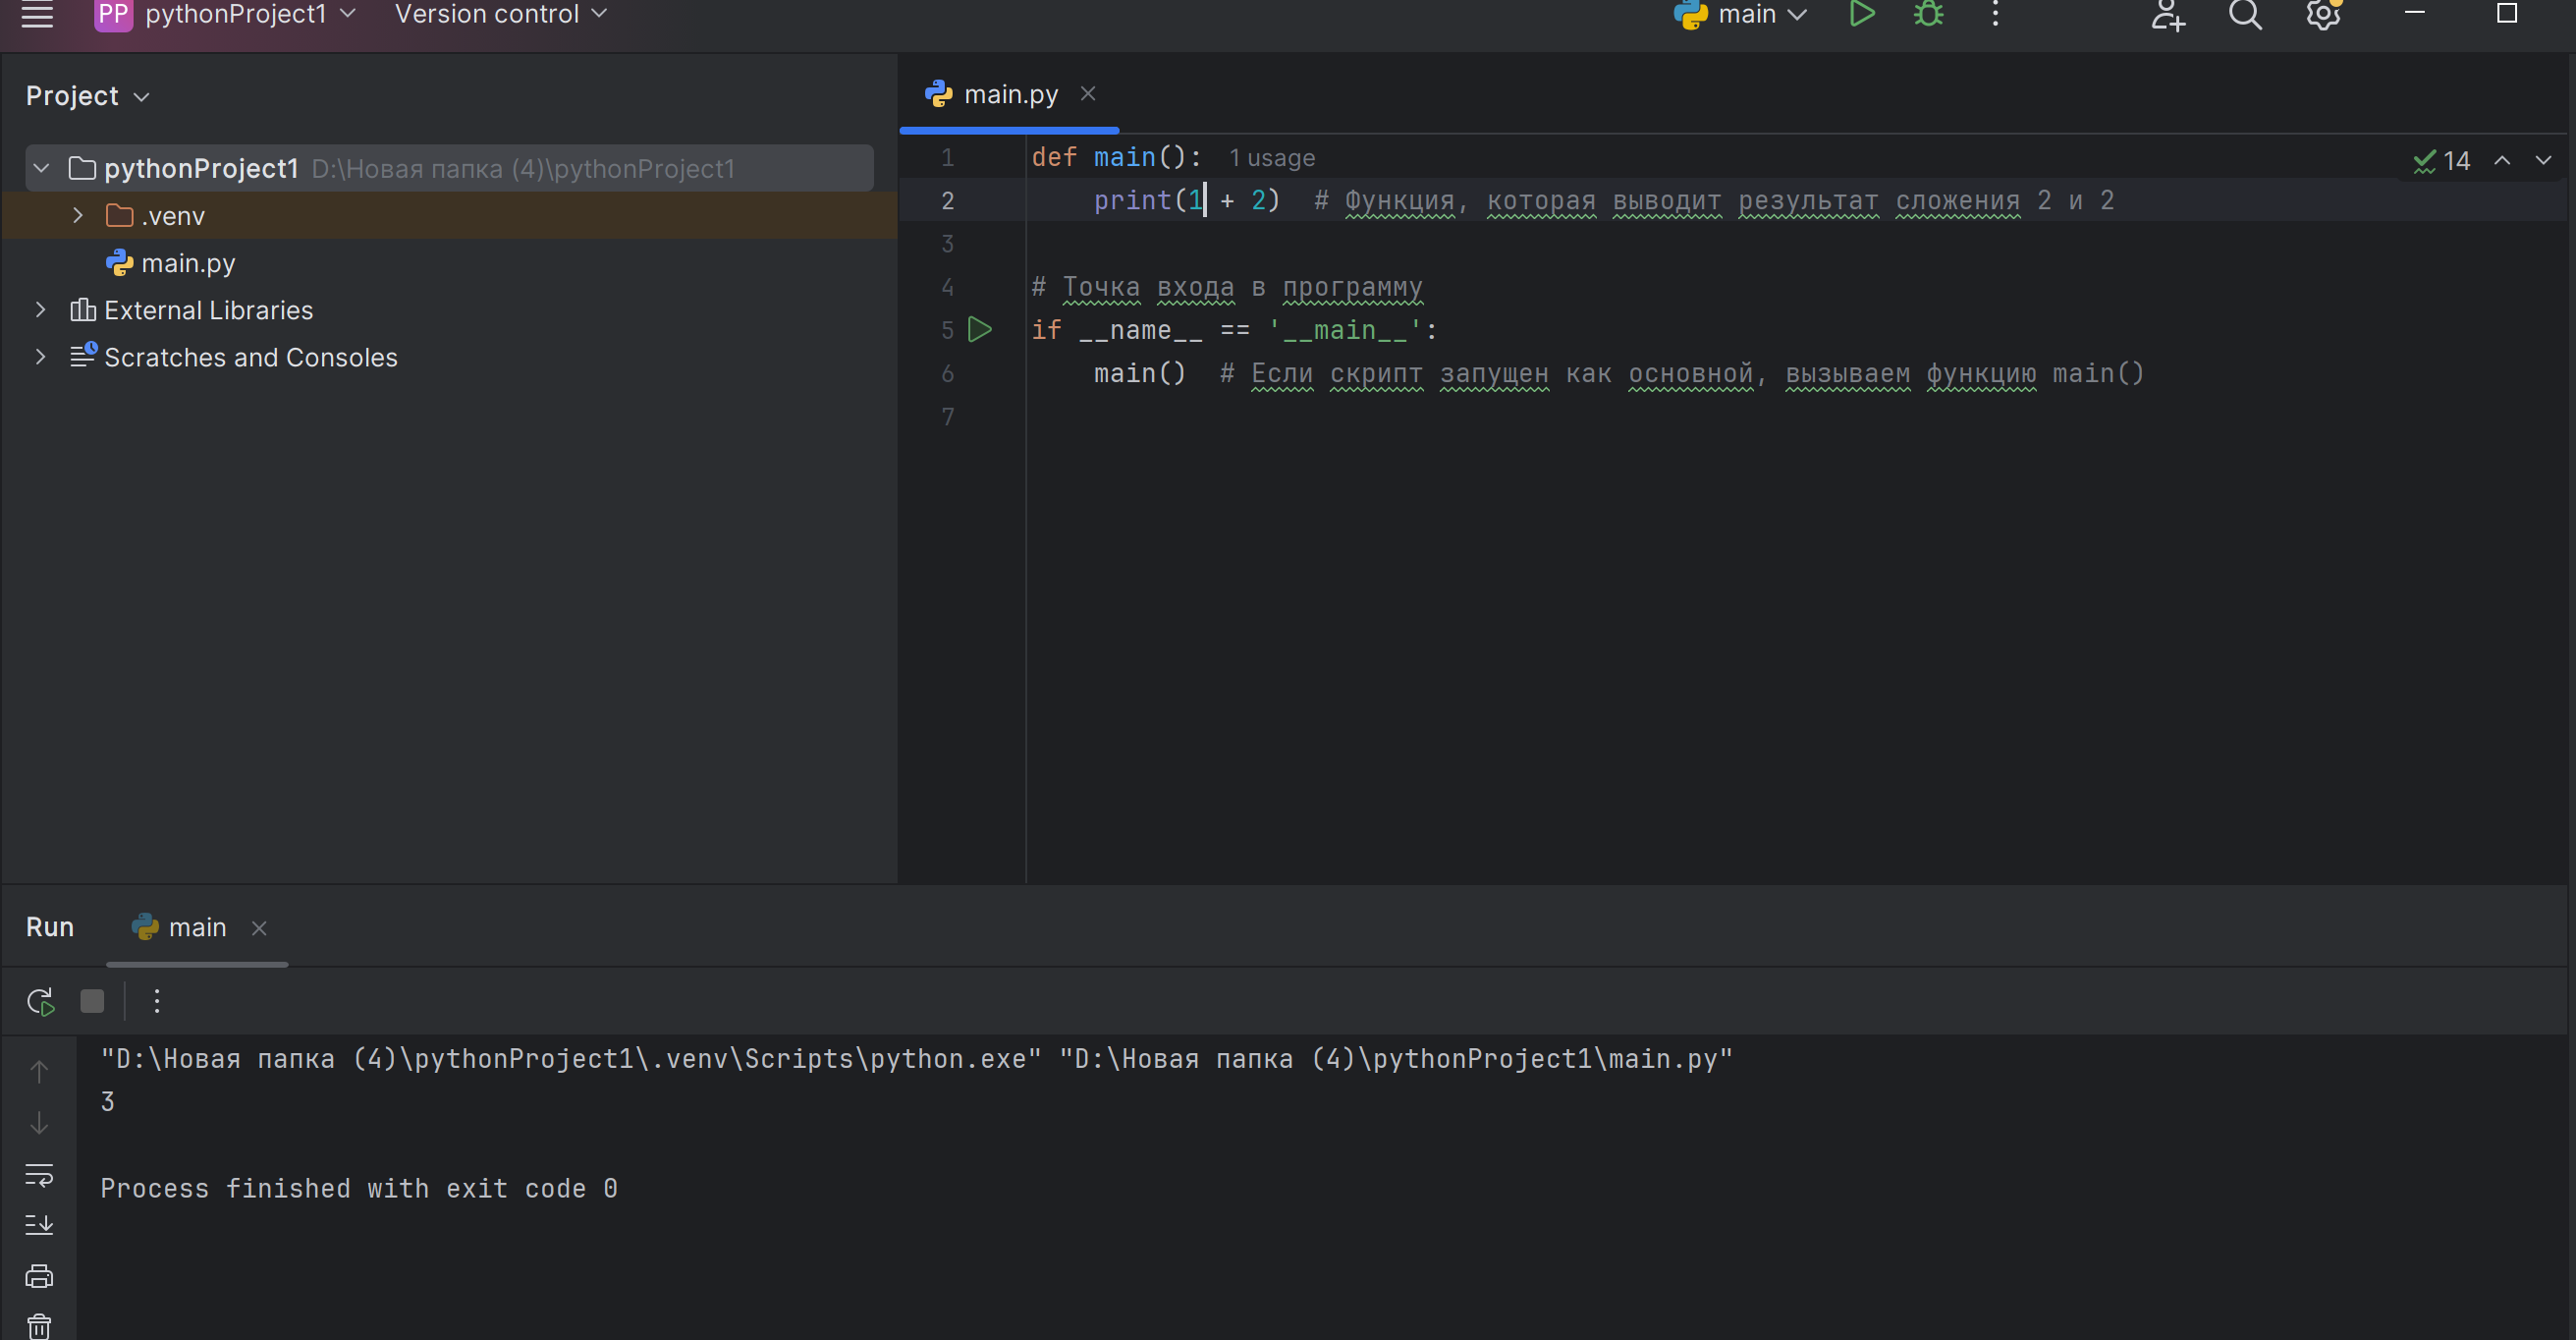 PP pythonProject1 Version control main
Project
pythonProject1 D:\Новая папка (4)\pythonProject1
.venv
main.py
External Libraries
Scratches and Consoles
main.py
1 def main(): 1 usage
2 print(1 + 2) # Функция, которая выводит результат сложения 2 и 2
3
4 # Точка входа в программу
5 if __name__ == '__main__':
6 main() # Если скрипт запущен как основной, вызываем функцию main()
7
14
Run main
"D:\Новая папка (4)\pythonProject1\.venv\Scripts\python.exe" "D:\Новая папка (4)\pythonProject1\main.py"
3
Process finished with exit code 0